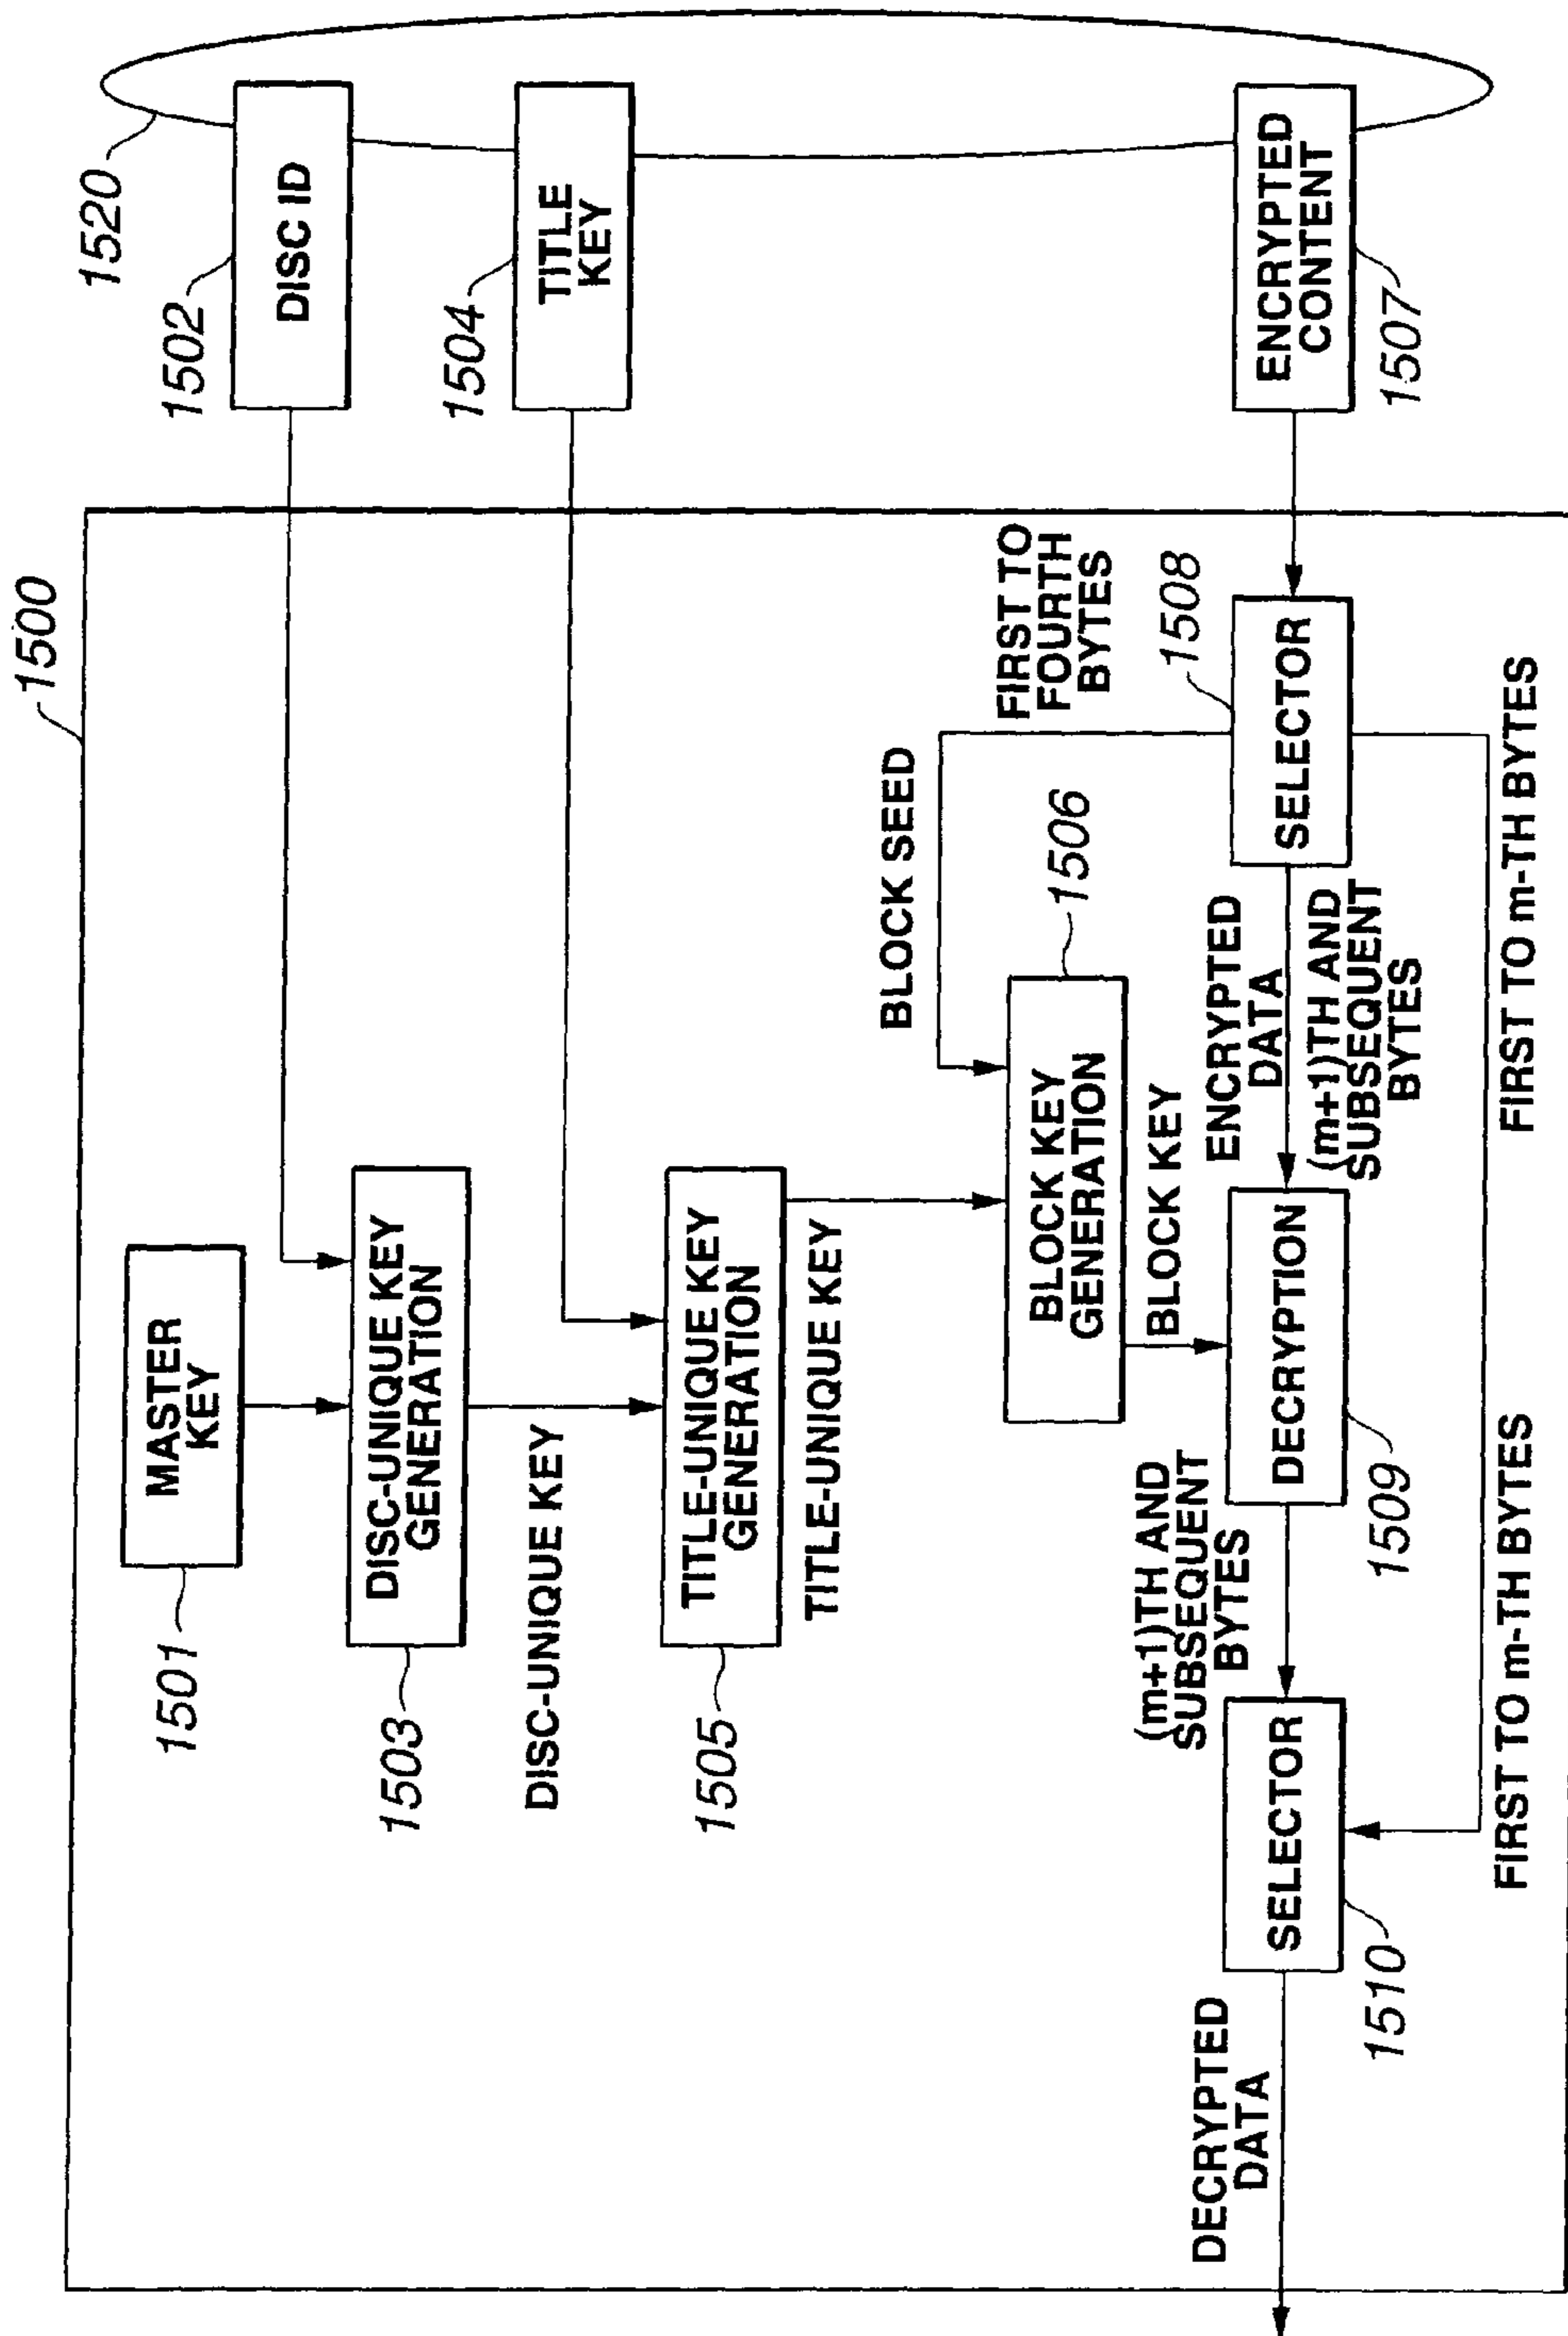 1500
1520
MASTER
KEY
1501
1502
DISC ID
DISC-UNIQUE KEY
GENERATION
1503
DISC-UNIQUE KEY
1504
TITLE
KEY
TITLE-UNIQUE KEY
GENERATION
1505
TITLE-UNIQUE KEY
BLOCK SEED
FIRST TO
FOURTH
BYTES
BLOCK KEY
GENERATION
1506
BLOCK KEY
1508
DECRYPTED
DATA
SELECTOR
1510
(m+1)TH AND
SUBSEQUENT
BYTES
DECRYPTION
1509
ENCRYPTED
DATA
(m+1)TH AND
SUBSEQUENT
BYTES
SELECTOR
ENCRYPTED
CONTENT
1507
FIRST TO m-TH BYTES
FIRST TO m-TH BYTES